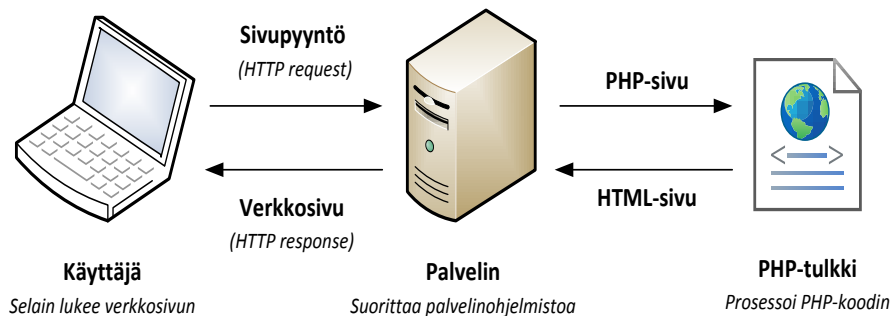 Sivupyyntö
(HTTP request)
PHP-sivu
Verkkosivu
(HTTP response)
HTML-sivu
Käyttäjä
Selain lukee verkkosivun
Palvelin
Suorittaa palvelinohjelmistoa
PHP-tulkki
Prosessoi PHP-koodin